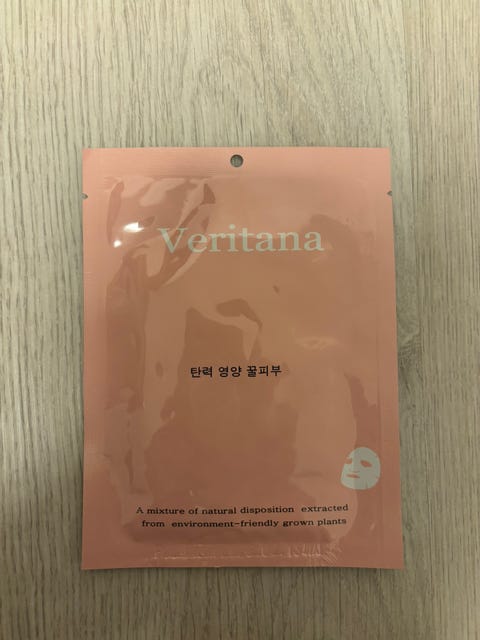 Veritana
탄력 영양 꿀피부
A mixture of natural disposition extracted
from environment-friendly grown plants